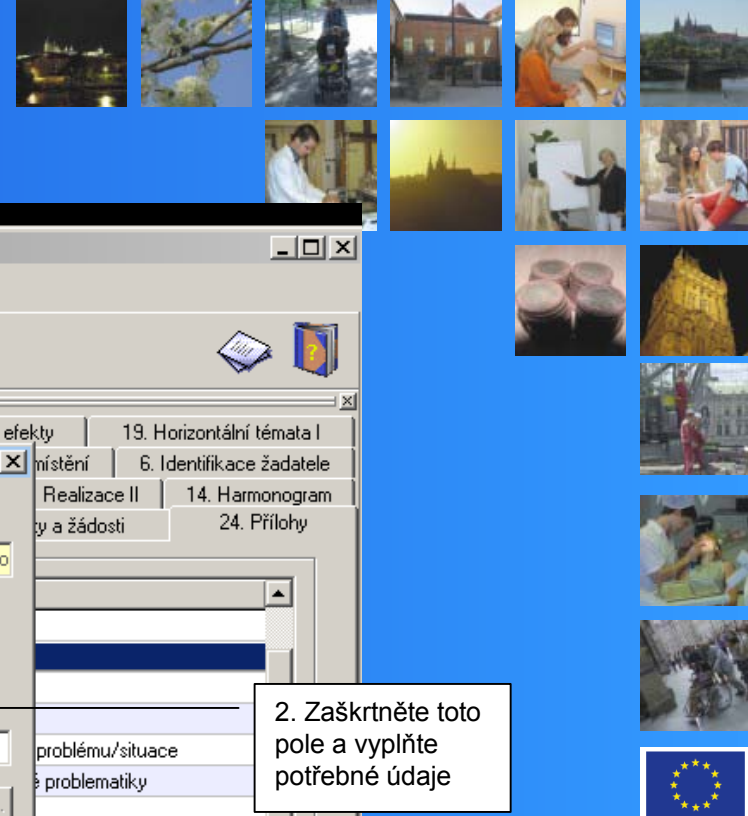 efekty
19. Horizontální témata I
místění
6. Identifikace žadatele
Realizace II
14. Harmonogram
y a žádosti
24. Přílohy
o
problému/situace
é problematiky
2. Zaškrtněte toto
pole a vyplňte
potřebné údaje